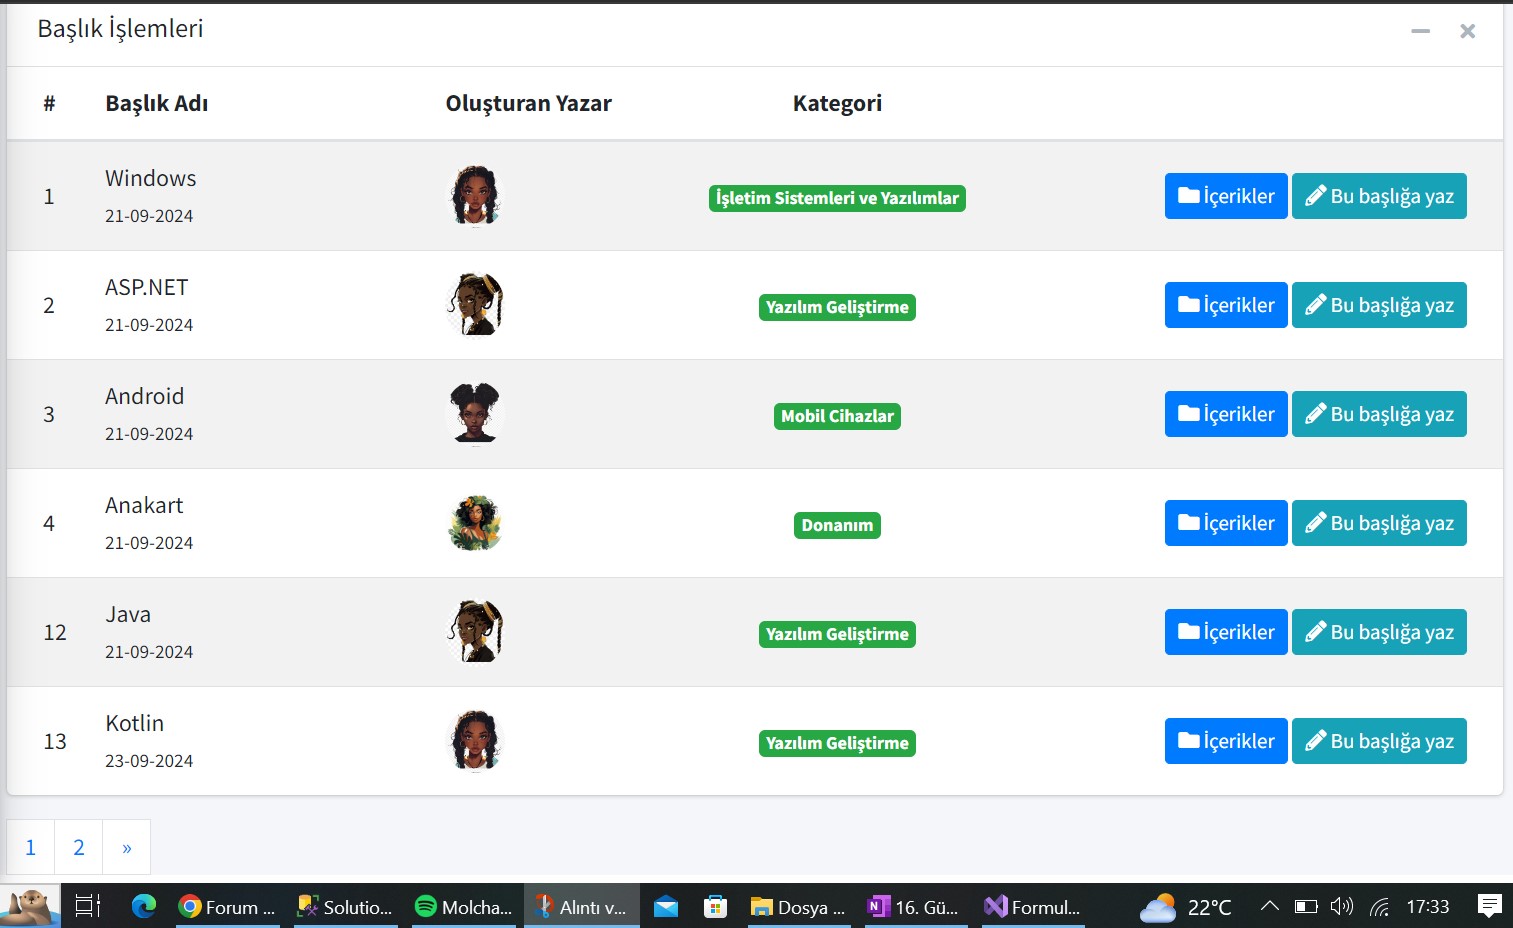 Başlık İşlemleri
# Başlık Adı Oluşturan Yazar Kategori
1 Windows 21-09-2024 İşletim Sistemleri ve Yazılımlar İçerikler Bu başlığa yaz
2 ASP.NET 21-09-2024 Yazılım Geliştirme İçerikler Bu başlığa yaz
3 Android 21-09-2024 Mobil Cihazlar İçerikler Bu başlığa yaz
4 Anakart 21-09-2024 Donanım İçerikler Bu başlığa yaz
12 Java 21-09-2024 Yazılım Geliştirme İçerikler Bu başlığa yaz
13 Kotlin 23-09-2024 Yazılım Geliştirme İçerikler Bu başlığa yaz
1 2 »
Forum ... Solutio... Molcha... Alıntı v... Dosya ... N 16. Gü... Formul... 22°C 17:33